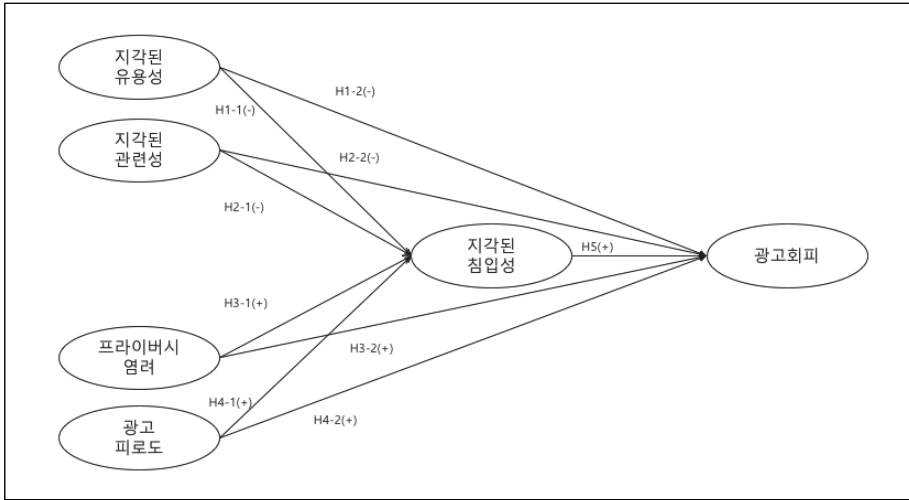 지각된
유용성
H1-2(-)
H1-1(-)
지각된
관련성
H2-2(-)
H2-1(-)
지각된
침입성
H5(+)
광고회피
H3-1(+)
프라이버시
염려
H3-2(+)
H4-1(+)
H4-2(+)
광고
피로도